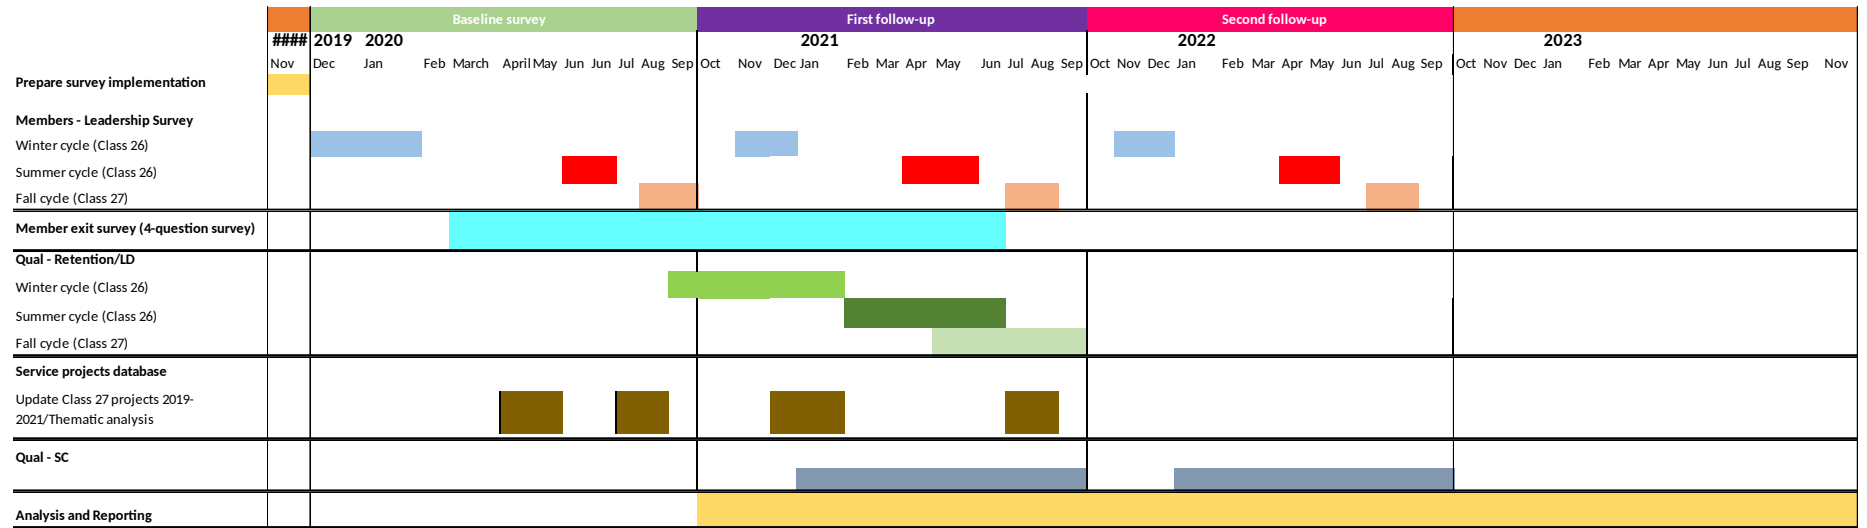 Baseline survey First follow-up Second follow-up
#### 2019 2020 2021 2022 2023
Nov Dec Jan Feb March April May Jun Jun Jul Aug Sep Oct Nov Dec Jan Feb Mar Apr May Jun Jul Aug Sep Oct Nov Dec Jan Feb Mar Apr May Jun Jul Aug Sep Oct Nov Dec Jan Feb Mar Apr May Jun Jul Aug Sep Nov
Prepare survey implementation
Members - Leadership Survey
Winter cycle (Class 26)
Summer cycle (Class 26)
Fall cycle (Class 27)
Member exit survey (4-question survey)
Qual - Retention/LD
Winter cycle (Class 26)
Summer cycle (Class 26)
Fall cycle (Class 27)
Service projects database
Update Class 27 projects 2019-
2021/Thematic analysis
Qual - SC
Analysis and Reporting